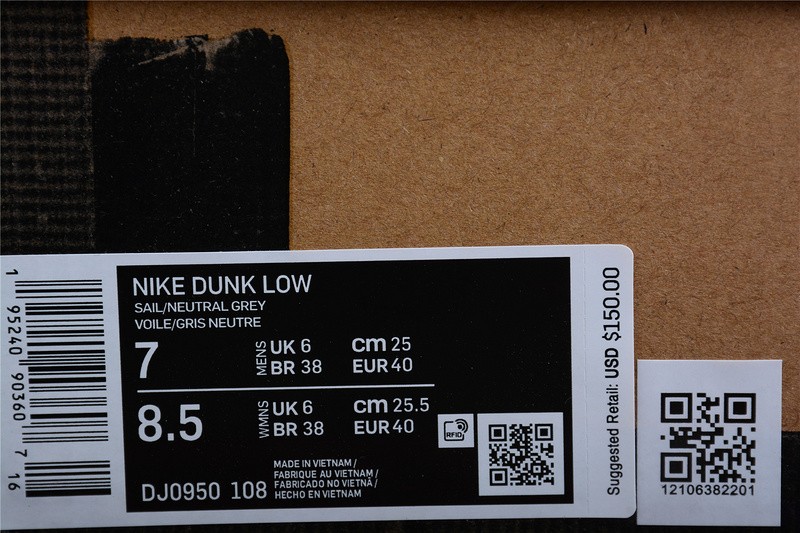 1 95240 90360 7 16
NIKE DUNK LOW
SAIL/NEUTRAL GREY
VOILE/GRIS NEUTRE
7
MENS
UK 6
BR 38
cm 25
EUR 40
8.5
W/MNS
UK 6
BR 38
cm 25.5
EUR 40
RFID
DJ0950 108
MADE IN VIETNAM /
FABRIQUE AU VIETNAM /
FABRICADO NO VIETNÃ /
HECHO EN VIETNAM
Suggested Retail: USD $150.00
12106382201